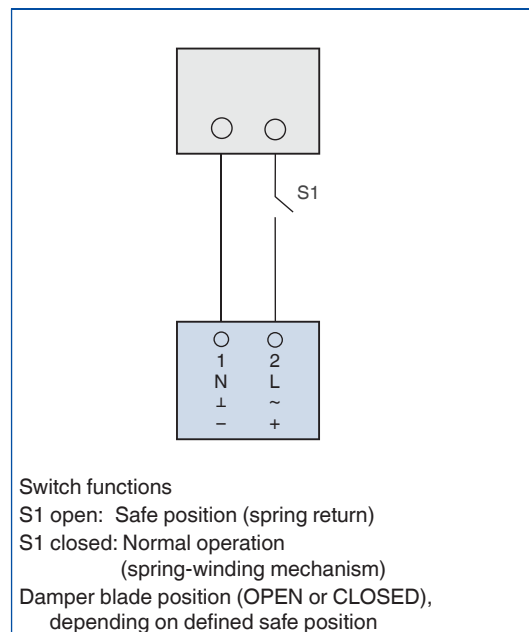 S1
1 2
N L
⊥ ~
– +
Switch functions
S1 open: Safe position (spring return)
S1 closed: Normal operation
(spring-winding mechanism)
Damper blade position (OPEN or CLOSED),
depending on defined safe position